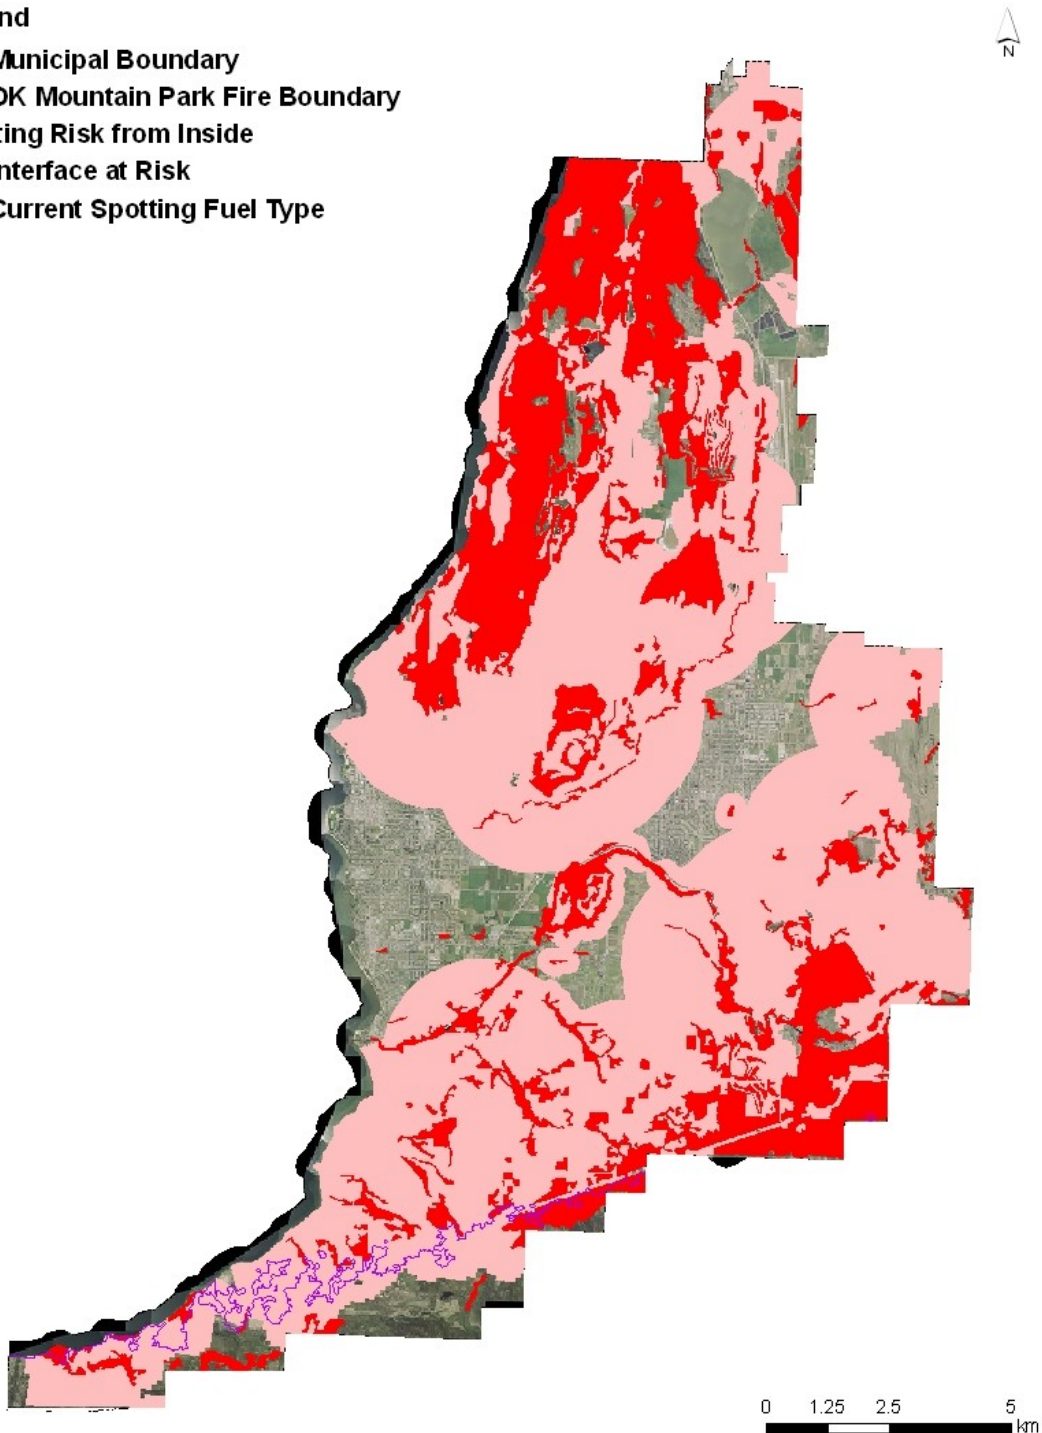 nd
Municipal Boundary
OK Mountain Park Fire Boundary
ting Risk from Inside
Interface at Risk
Current Spotting Fuel Type
N
0 1.25 2.5 5
km